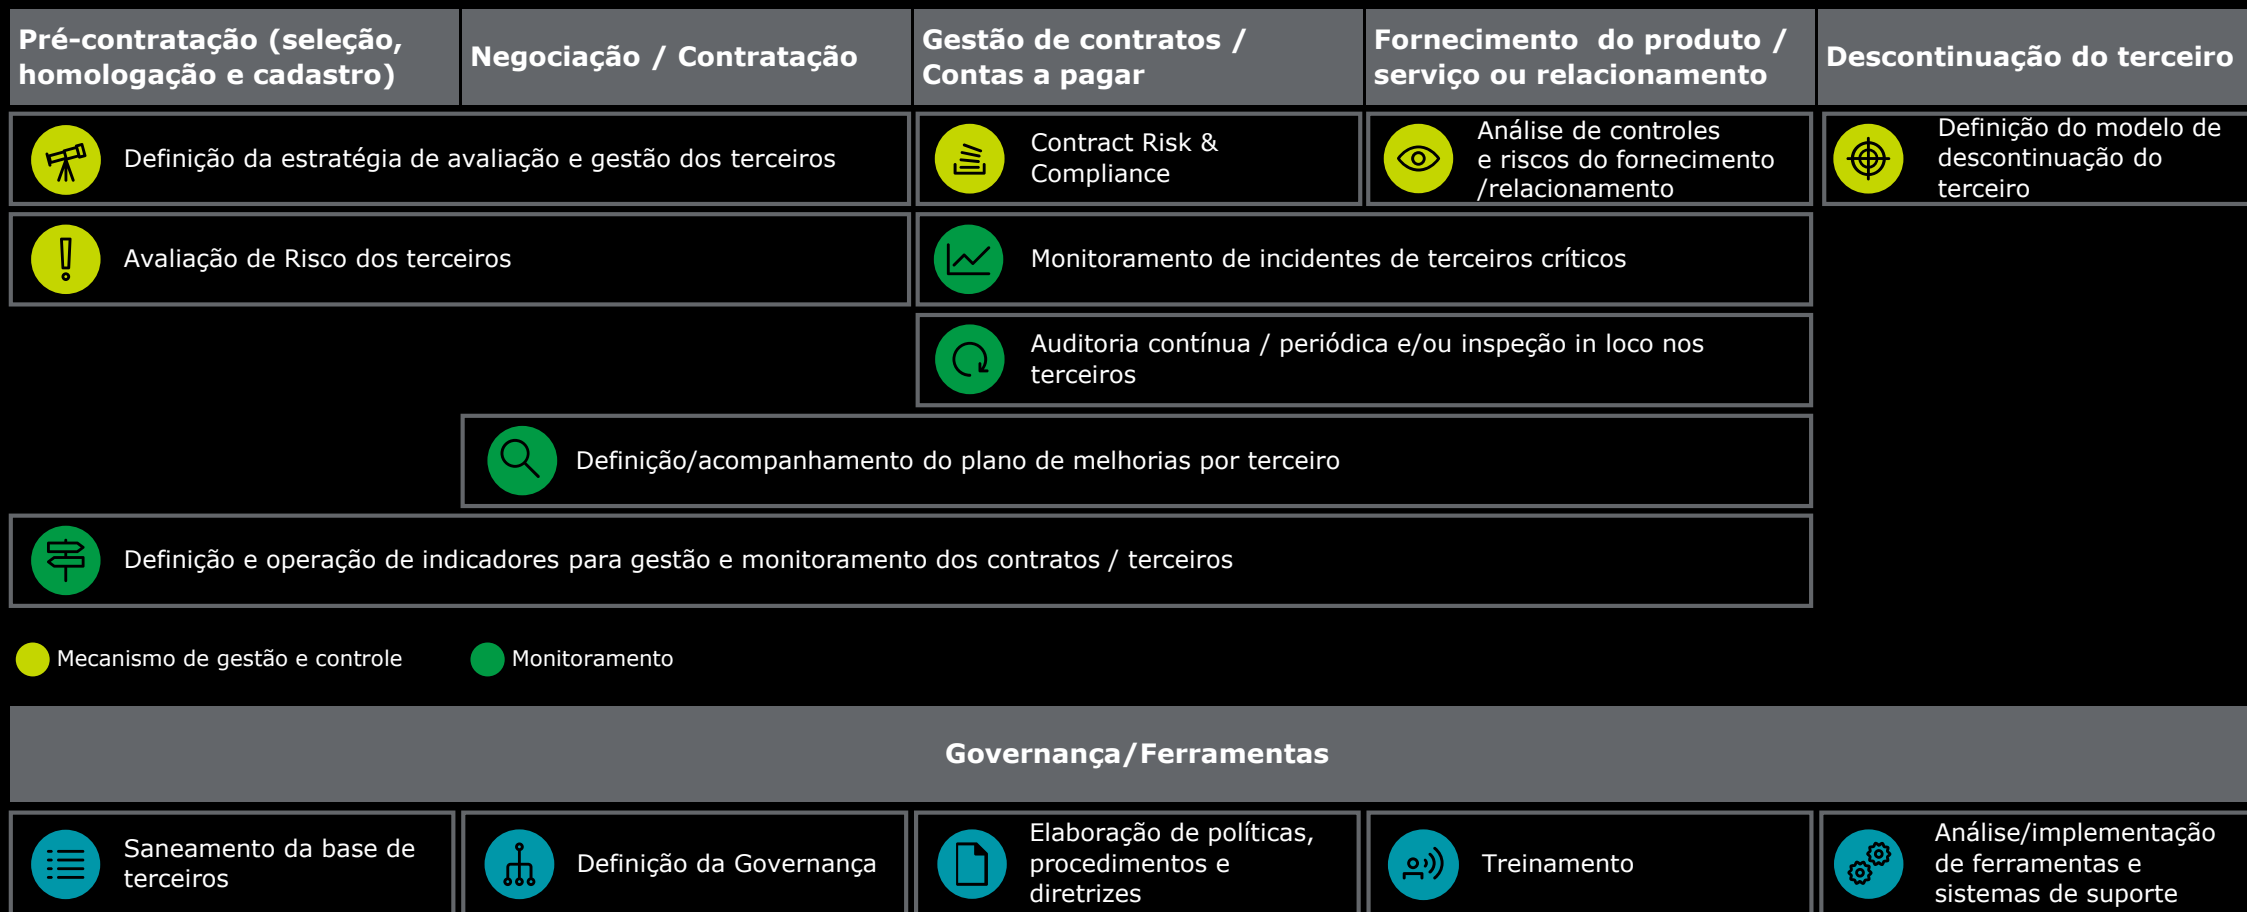 Pré-contratação (seleção,
homologação e cadastro)
Negociação / Contratação
Gestão de contratos /
Contas a pagar
Fornecimento do produto /
serviço ou relacionamento
Descontinuação do terceiro
Definição da estratégia de avaliação e gestão dos terceiros
Contract Risk &
Compliance
Análise de controles
e riscos do fornecimento
/relacionamento
Definição do modelo de
descontinuação do
terceiro
Avaliação de Risco dos terceiros
Monitoramento de incidentes de terceiros críticos
Auditoria contínua / periódica e/ou inspeção in loco nos
terceiros
Definição/acompanhamento do plano de melhorias por terceiro
Definição e operação de indicadores para gestão e monitoramento dos contratos / terceiros
Mecanismo de gestão e controle
Monitoramento
Governança/Ferramentas
Saneamento da base de
terceiros
Definição da Governança
Elaboração de políticas,
procedimentos e
diretrizes
Treinamento
Análise/implementação
de ferramentas e
sistemas de suporte